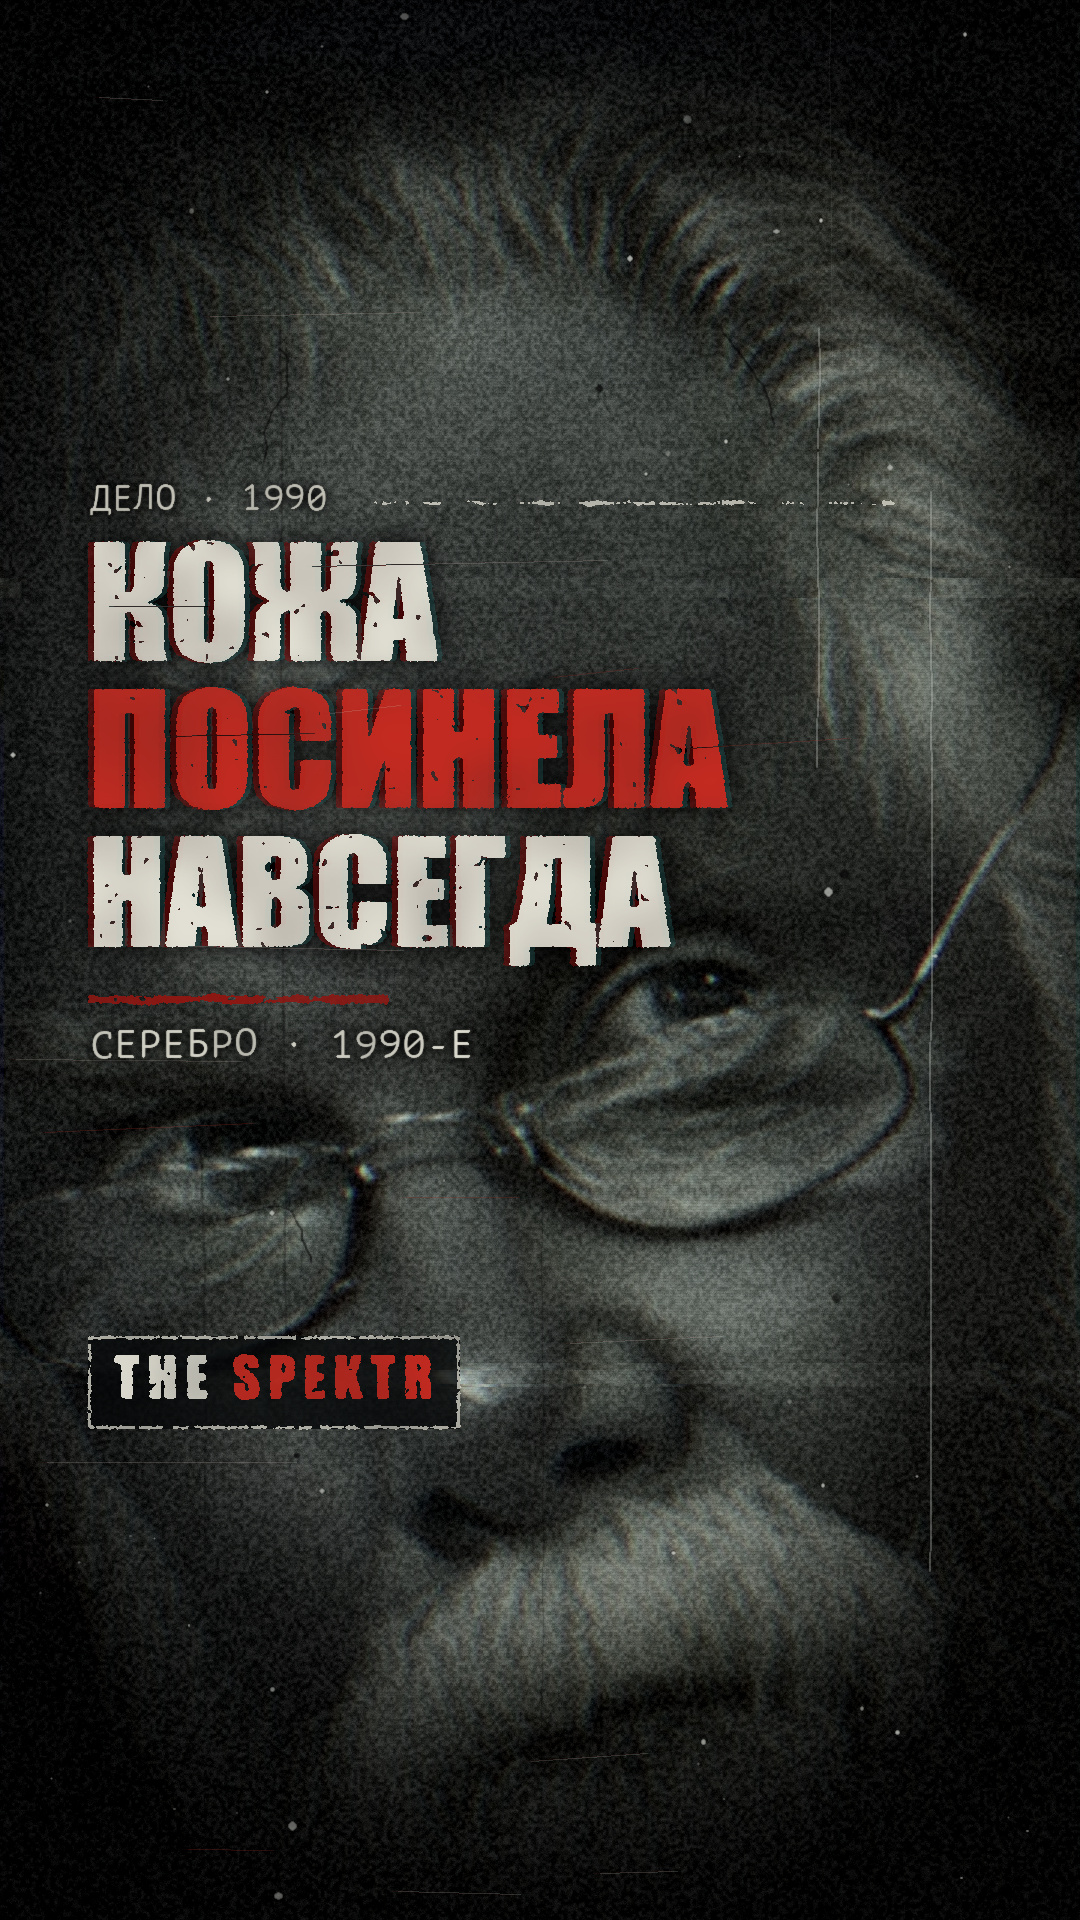 ДЕЛО · 1990
КОЖА
ПОСИНЕЛА
НАВСЕГДА
СЕРЕБРО · 1990-Е
THE SPEKTR